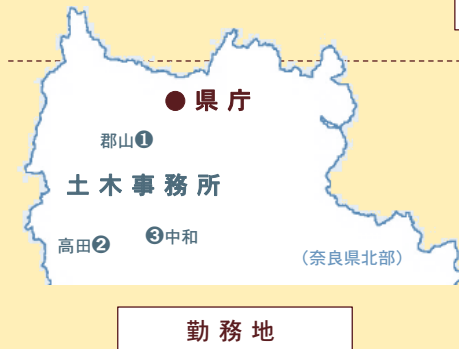 ●県庁
郡山❶
土木事務所
高田❷
❸中和
（奈良県北部）
勤務地